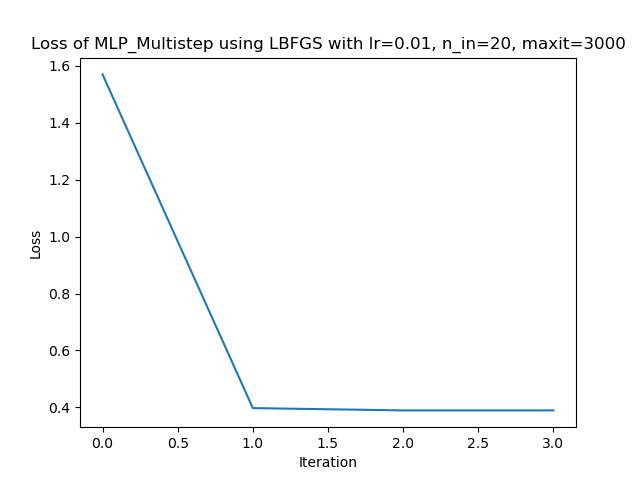 Loss of MLP_Multistep using LBFGS with lr=0.01, n_in=20, maxit=3000
1.6
1.4
1.2
1.0
0.8
0.6
0.4
Loss
0.0 0.5 1.0 1.5 2.0 2.5 3.0
Iteration